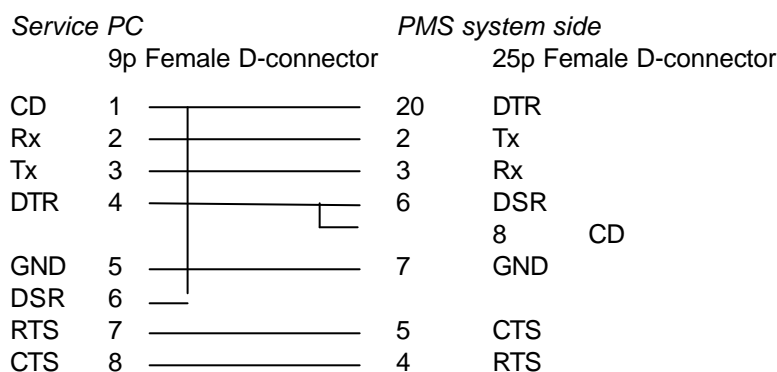 Service PC PMS system side
9p Female D-connector 25p Female D-connector
CD 1 20 DTR
Rx 2 2 Tx
Tx 3 3 Rx
DTR 4 6 DSR
8 CD
GND 5 7 GND
DSR 6
RTS 7 5 CTS
CTS 8 4 RTS